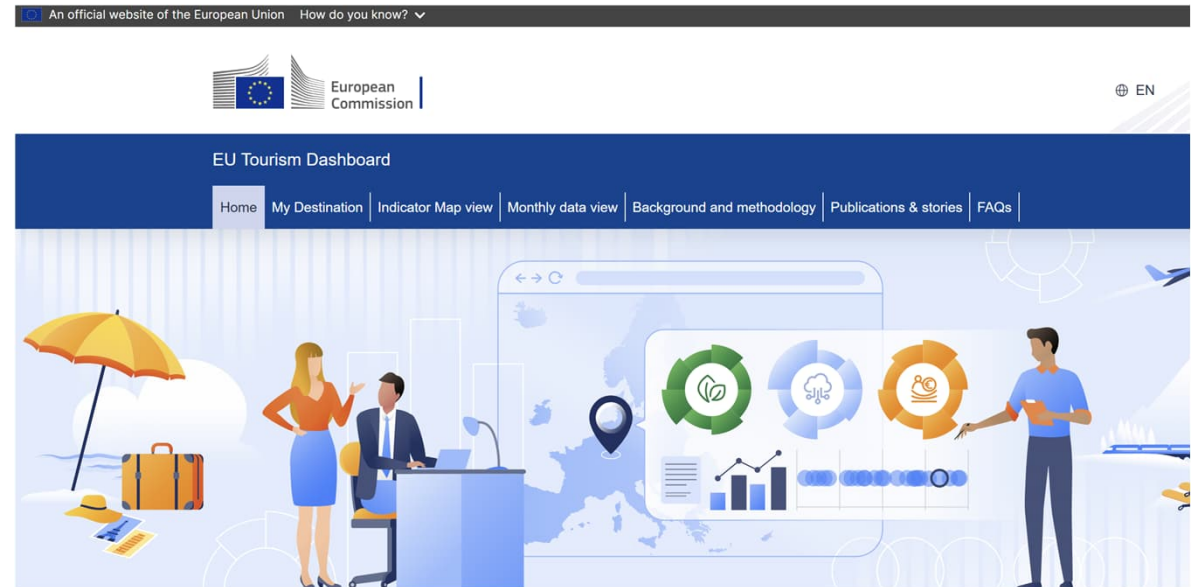 An official website of the European Union How do you know?
European
Commission
EN
EU Tourism Dashboard
Home My Destination Indicator Map view Monthly data view Background and methodology Publications & stories FAQs